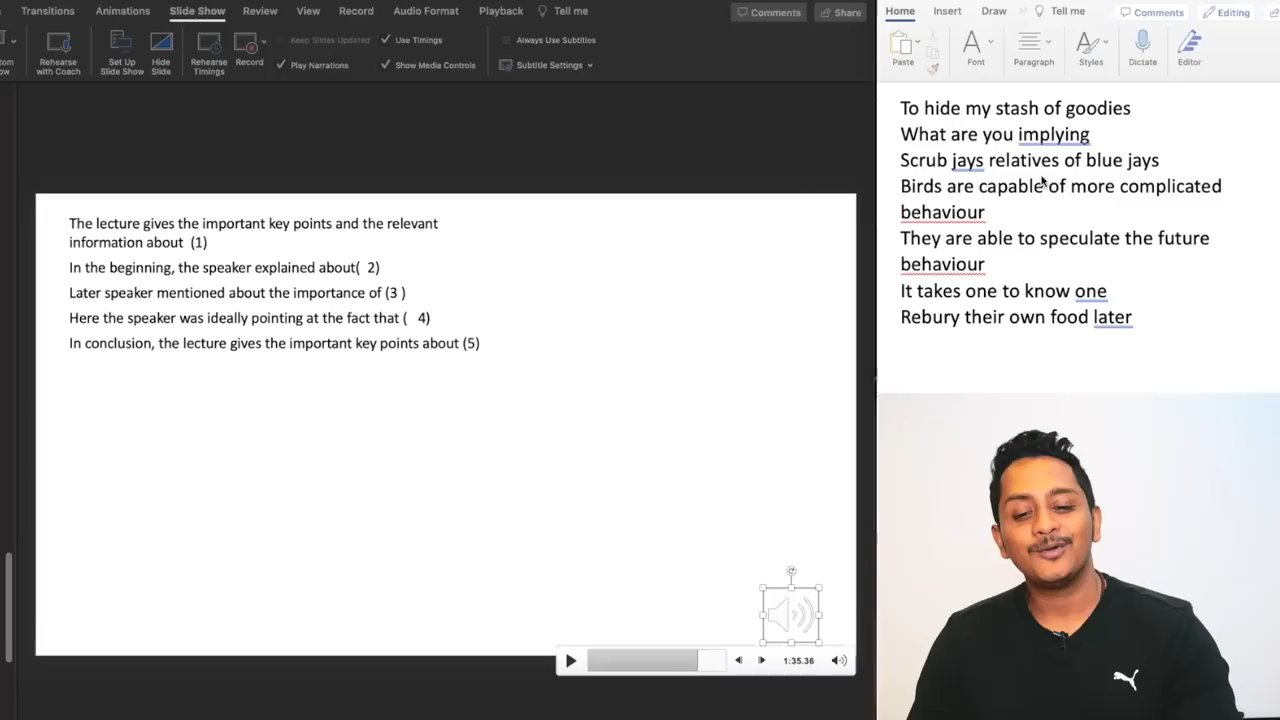 Transitions Animations Slide Show Review View Record Audio Format Playback Tell me Comments Share
Rehearse with Coach
Set Up Slide Show
Hide Slide
Rehearse Timings
Record
Keep Slides Updated
Play Narrations
Use Timings
Show Media Controls
Always Use Subtitles
Subtitle Settings
The lecture gives the important key points and the relevant
information about (1)
In the beginning, the speaker explained about( 2)
Later speaker mentioned about the importance of (3 )
Here the speaker was ideally pointing at the fact that ( 4)
In conclusion, the lecture gives the important key points about (5)
1:35.36
Home Insert Draw Tell me Comments Editing
Paste Font Paragraph Styles Dictate Editor
To hide my stash of goodies
What are you implying
Scrub jays relatives of blue jays
Birds are capable of more complicated
behaviour
They are able to speculate the future
behaviour
It takes one to know one
Rebury their own food later